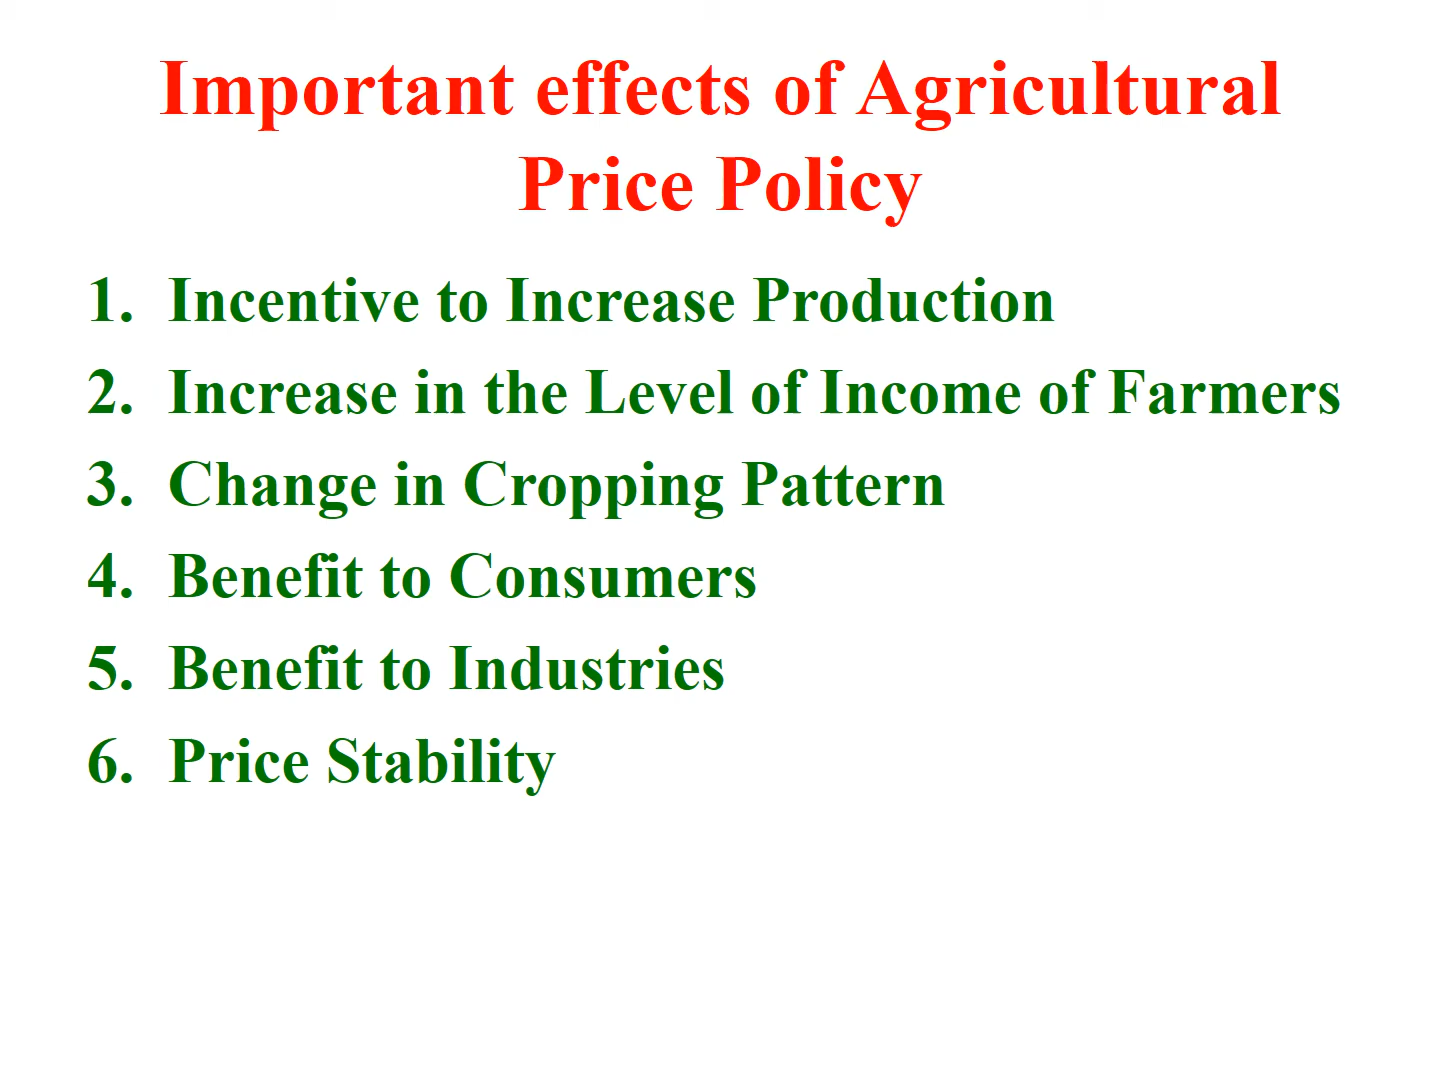 Important effects of Agricultural
Price Policy
1. Incentive to Increase Production
2. Increase in the Level of Income of Farmers
3. Change in Cropping Pattern
4. Benefit to Consumers
5. Benefit to Industries
6. Price Stability